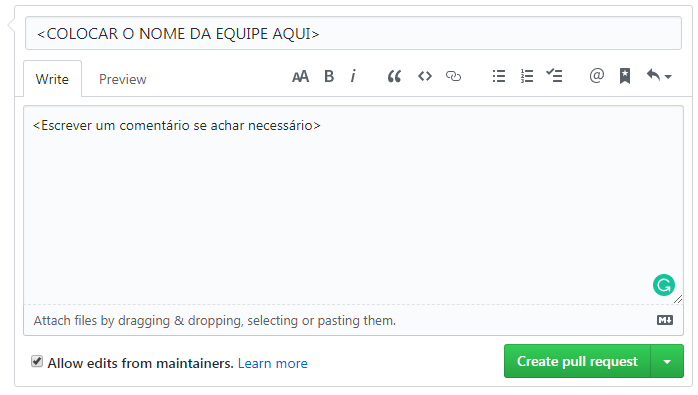 <COLOCAR O NOME DA EQUIPE AQUI>
Write Preview AA B i @
<Escrever um comentário se achar necessário>
Attach files by dragging & dropping, selecting or pasting them. M↓
Allow edits from maintainers. Learn more Create pull request